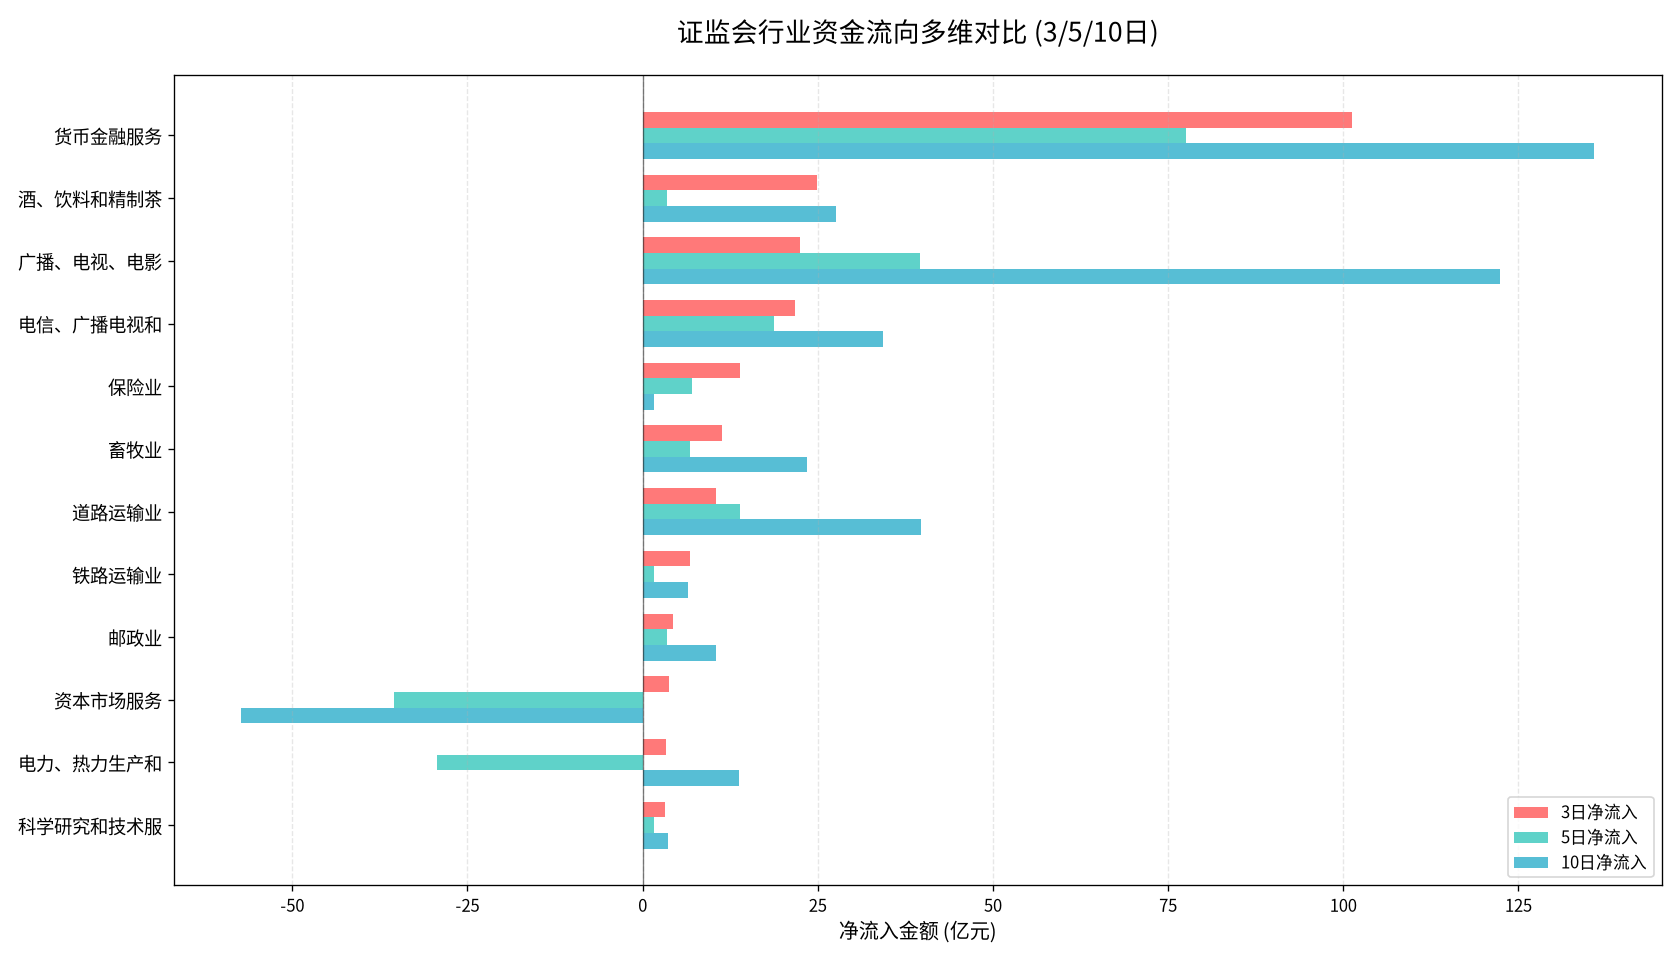 证监会行业资金流向多维对比 (3/5/10日)
货币金融服务
酒、饮料和精制茶
广播、电视、电影
电信、广播电视和
保险业
畜牧业
道路运输业
铁路运输业
邮政业
资本市场服务
电力、热力生产和
科学研究和技术服
3日净流入
5日净流入
10日净流入
-50 -25 0 25 50 75 100 125
净流入金额 (亿元)